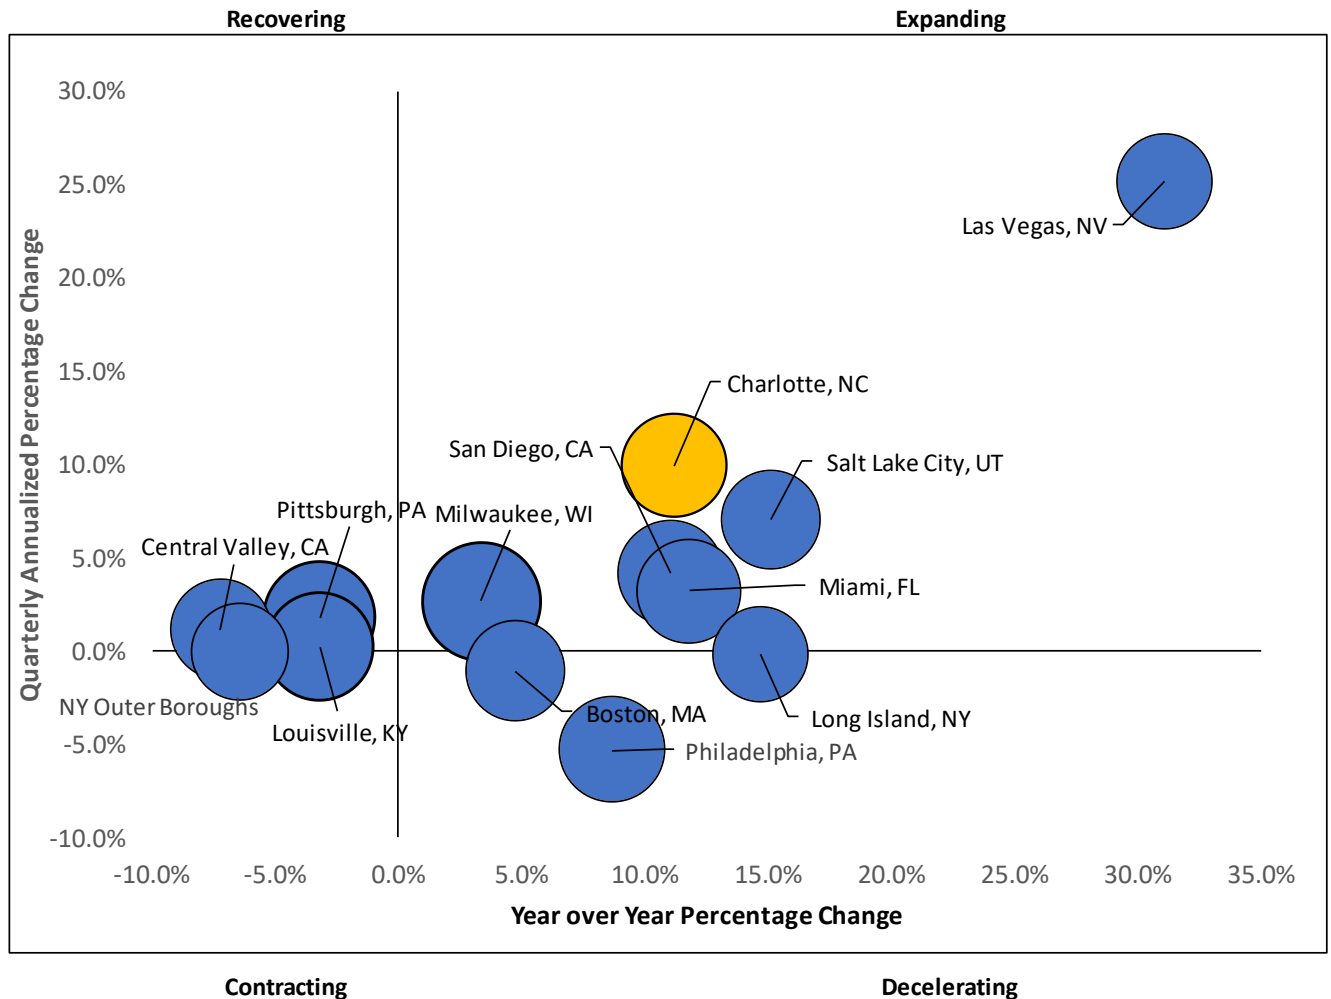 Recovering
Expanding
30.0%
25.0%
20.0%
15.0%
10.0%
5.0%
0.0%
-5.0%
-10.0%
Quarterly Annualized Percentage Change
Las Vegas, NV
Charlotte, NC
San Diego, CA
Salt Lake City, UT
Pittsburgh, PA
Milwaukee, WI
Central Valley, CA
Miami, FL
NY Outer Boroughs
Louisville, KY
Boston, MA
Long Island, NY
Philadelphia, PA
-10.0%
-5.0%
0.0%
5.0%
10.0%
15.0%
20.0%
25.0%
30.0%
35.0%
Year over Year Percentage Change
Contracting
Decelerating